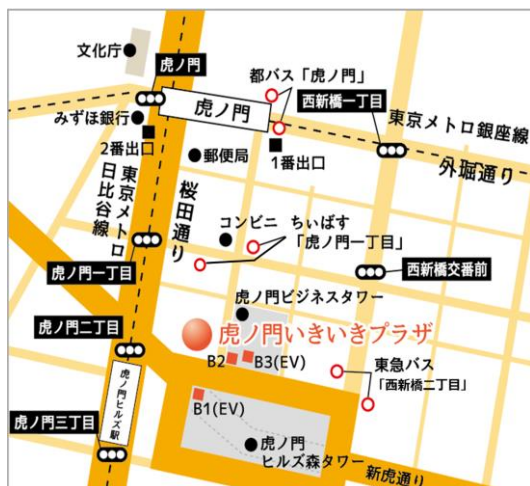 文化庁
虎ノ門
都バス「虎ノ門」
西新橋一丁目
虎ノ門
東京メトロ銀座線
みずほ銀行
2番出口
郵便局
1番出口
外堀通り
東京メトロ
日比谷線
桜田通り
コンビニ
ちぃばす
「虎ノ門一丁目」
虎ノ門一丁目
西新橋交番前
虎ノ門ビジネスタワー
虎ノ門二丁目
虎ノ門いきいきプラザ
B2
B3(EV)
東急バス
「西新橋二丁目」
虎ノ門ヒルズ駅
B1(EV)
虎ノ門三丁目
虎ノ門
ヒルズ森タワー
新虎通り